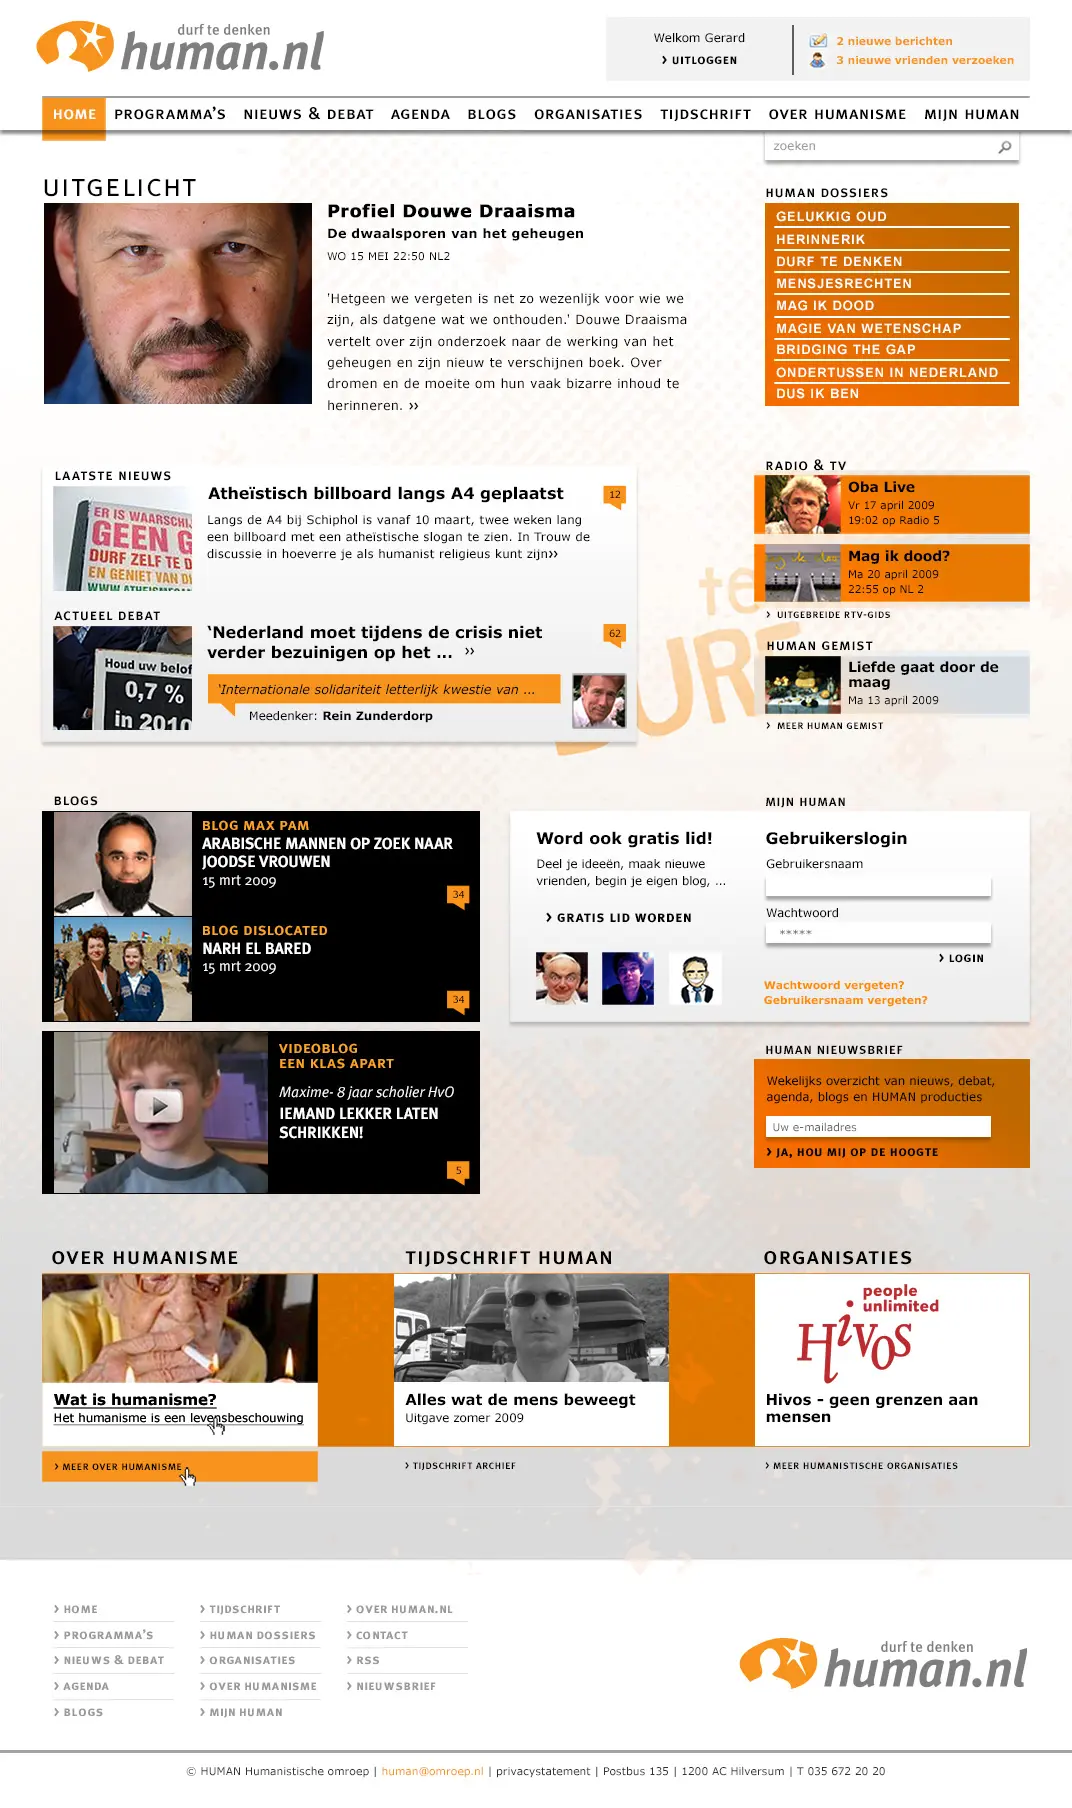 durf te denken
human.nl
Welkom Gerard
› UITLOGGEN
2 nieuwe berichten
3 nieuwe vrienden verzoeken
HOME PROGRAMMA'S NIEUWS & DEBAT AGENDA BLOGS ORGANISATIES TIJDSCHRIFT OVER HUMANISME MIJN HUMAN
zoeken
UITGELICHT
Profiel Douwe Draaisma
De dwaalsporen van het geheugen
WO 15 MEI 22:50 NL2
'Hetgeen we vergeten is net zo wezenlijk voor wie we
zijn, als datgene wat we onthouden.' Douwe Draaisma
vertelt over zijn onderzoek naar de werking van het
geheugen en zijn nieuw te verschijnen boek. Over
dromen en de moeite om hun vaak bizarre inhoud te
herinneren. ››
HUMAN DOSSIERS
GELUKKIG OUD
HERINNERIK
DURF TE DENKEN
MENSJESRECHTEN
MAG IK DOOD
MAGIE VAN WETENSCHAP
BRIDGING THE GAP
ONDERTUSSEN IN NEDERLAND
DUS IK BEN
LAATSTE NIEUWS
ER IS WAARSCHIJ
GEEN G
DURF ZELF TE D
EN GENIET VAN D
WWW.ATHEISME
Atheïstisch billboard langs A4 geplaatst
12
Langs de A4 bij Schiphol is vanaf 10 maart, twee weken lang
een billboard met een atheïstische slogan te zien. In Trouw de
discussie in hoeverre je als humanist religieus kunt zijn››
ACTUEEL DEBAT
Houd uw belof
0,7 %
in 2010
'Nederland moet tijdens de crisis niet
verder bezuinigen op het ... ››
62
'Internationale solidariteit letterlijk kwestie van ...
Meedenker: Rein Zunderdorp
te
DURF
RADIO & TV
Oba Live
Vr 17 april 2009
19:02 op Radio 5
Mag ik dood?
Ma 20 april 2009
22:55 op NL 2
› UITGEBREIDE RTV-GIDS
HUMAN GEMIST
Liefde gaat door de
maag
Ma 13 april 2009
› MEER HUMAN GEMIST
BLOGS
BLOG MAX PAM
ARABISCHE MANNEN OP ZOEK NAAR
JOODSE VROUWEN
15 mrt 2009
34
BLOG DISLOCATED
NARH EL BARED
15 mrt 2009
34
VIDEOBLOG
EEN KLAS APART
Maxime- 8 jaar scholier HvO
IEMAND LEKKER LATEN
SCHRIKKEN!
5
Word ook gratis lid!
Deel je ideeën, maak nieuwe
vrienden, begin je eigen blog, ...
› GRATIS LID WORDEN
MIJN HUMAN
Gebruikerslogin
Gebruikersnaam
Wachtwoord
*****
› LOGIN
Wachtwoord vergeten?
Gebruikersnaam vergeten?
HUMAN NIEUWSBRIEF
Wekelijks overzicht van nieuws, debat,
agenda, blogs en HUMAN producties
Uw e-mailadres
› JA, HOU MIJ OP DE HOOGTE
OVER HUMANISME
Wat is humanisme?
Het humanisme is een levensbeschouwing
› MEER OVER HUMANISME
TIJDSCHRIFT HUMAN
Alles wat de mens beweegt
Uitgave zomer 2009
› TIJDSCHRIFT ARCHIEF
ORGANISATIES
people
unlimited
HIVOS
Hivos - geen grenzen aan
mensen
› MEER HUMANISTISCHE ORGANISATIES
› HOME
› PROGRAMMA'S
› NIEUWS & DEBAT
› AGENDA
› BLOGS
› TIJDSCHRIFT
› HUMAN DOSSIERS
› ORGANISATIES
› OVER HUMANISME
› MIJN HUMAN
› OVER HUMAN.NL
› CONTACT
› RSS
› NIEUWSBRIEF
durf te denken
human.nl
© HUMAN Humanistische omroep | human@omroep.nl | privacystatement | Postbus 135 | 1200 AC Hilversum | T 035 672 20 20